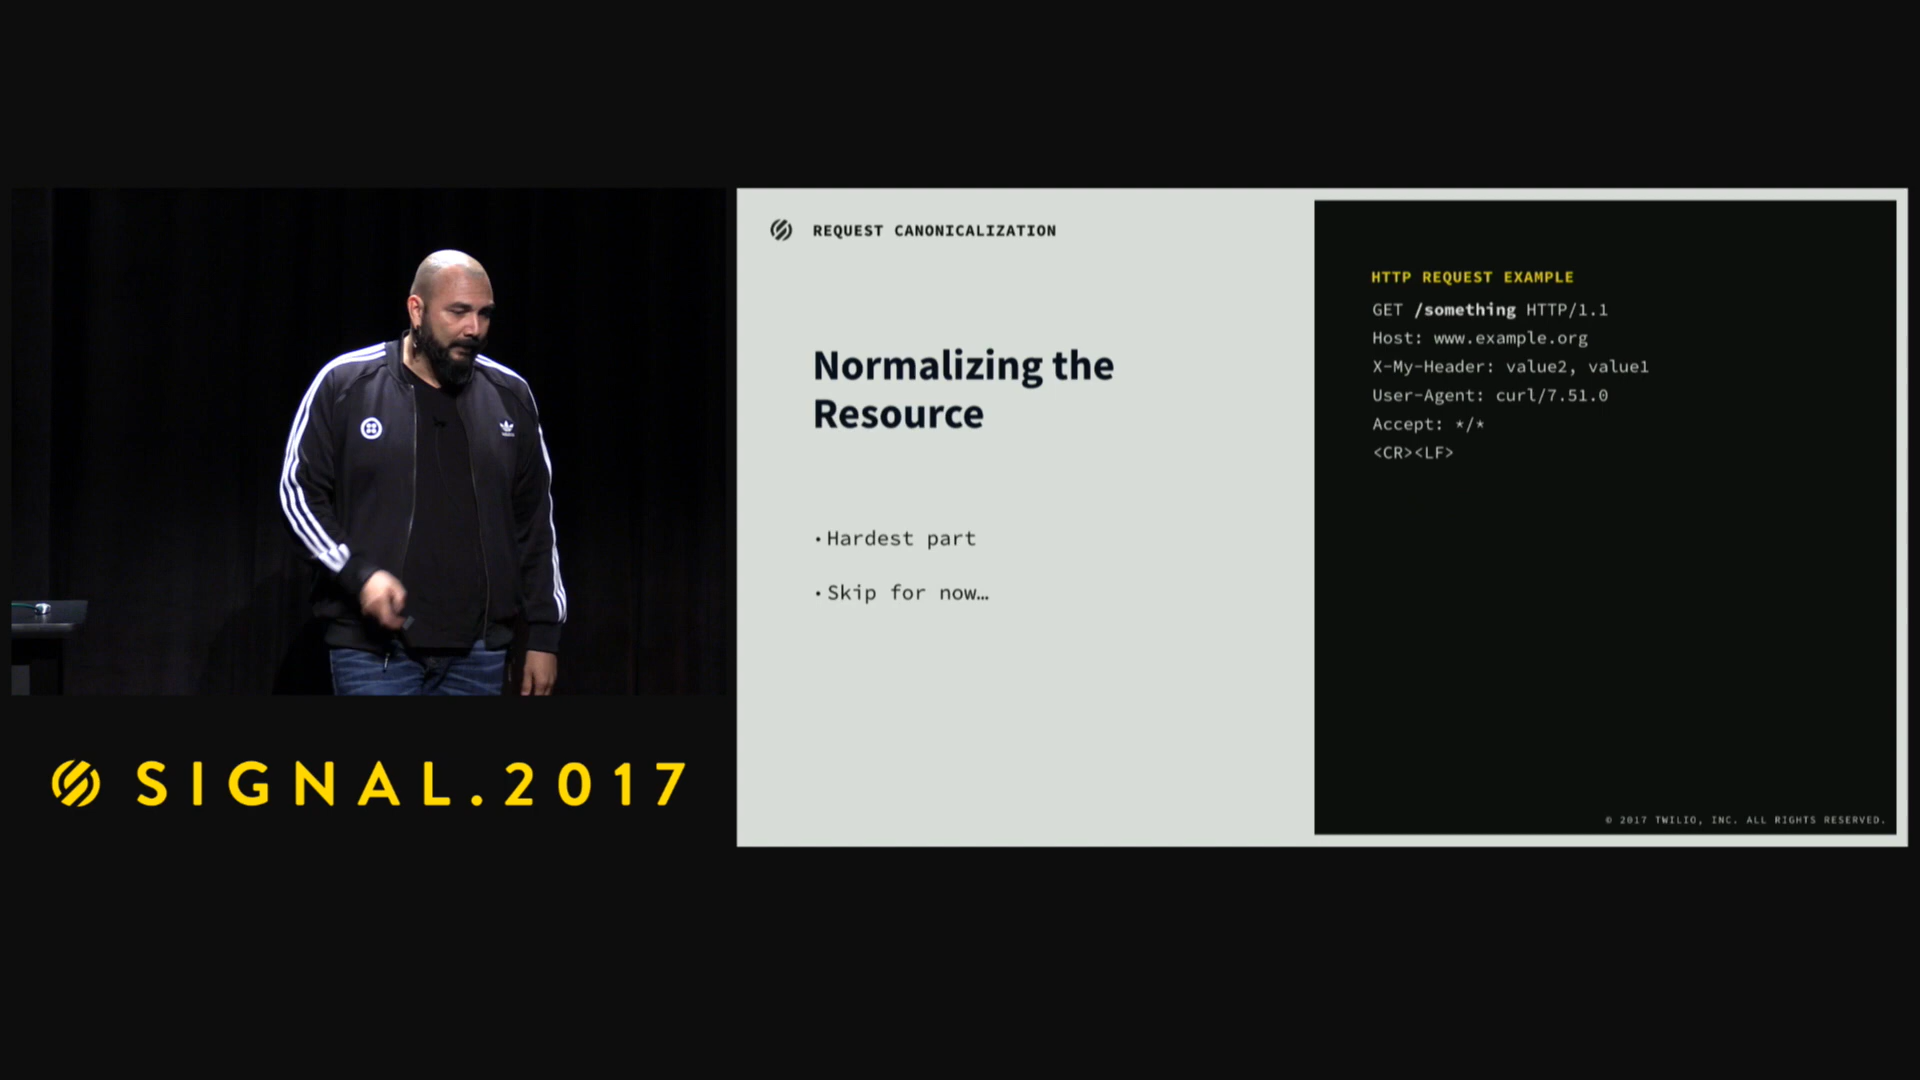 REQUEST CANONICALIZATION
Normalizing the
Resource
• Hardest part
• Skip for now…
HTTP REQUEST EXAMPLE
GET /something HTTP/1.1
Host: www.example.org
X-My-Header: value2, value1
User-Agent: curl/7.51.0
Accept: */*
<CR><LF>
© 2017 TWILIO, INC. ALL RIGHTS RESERVED.
SIGNAL.2017